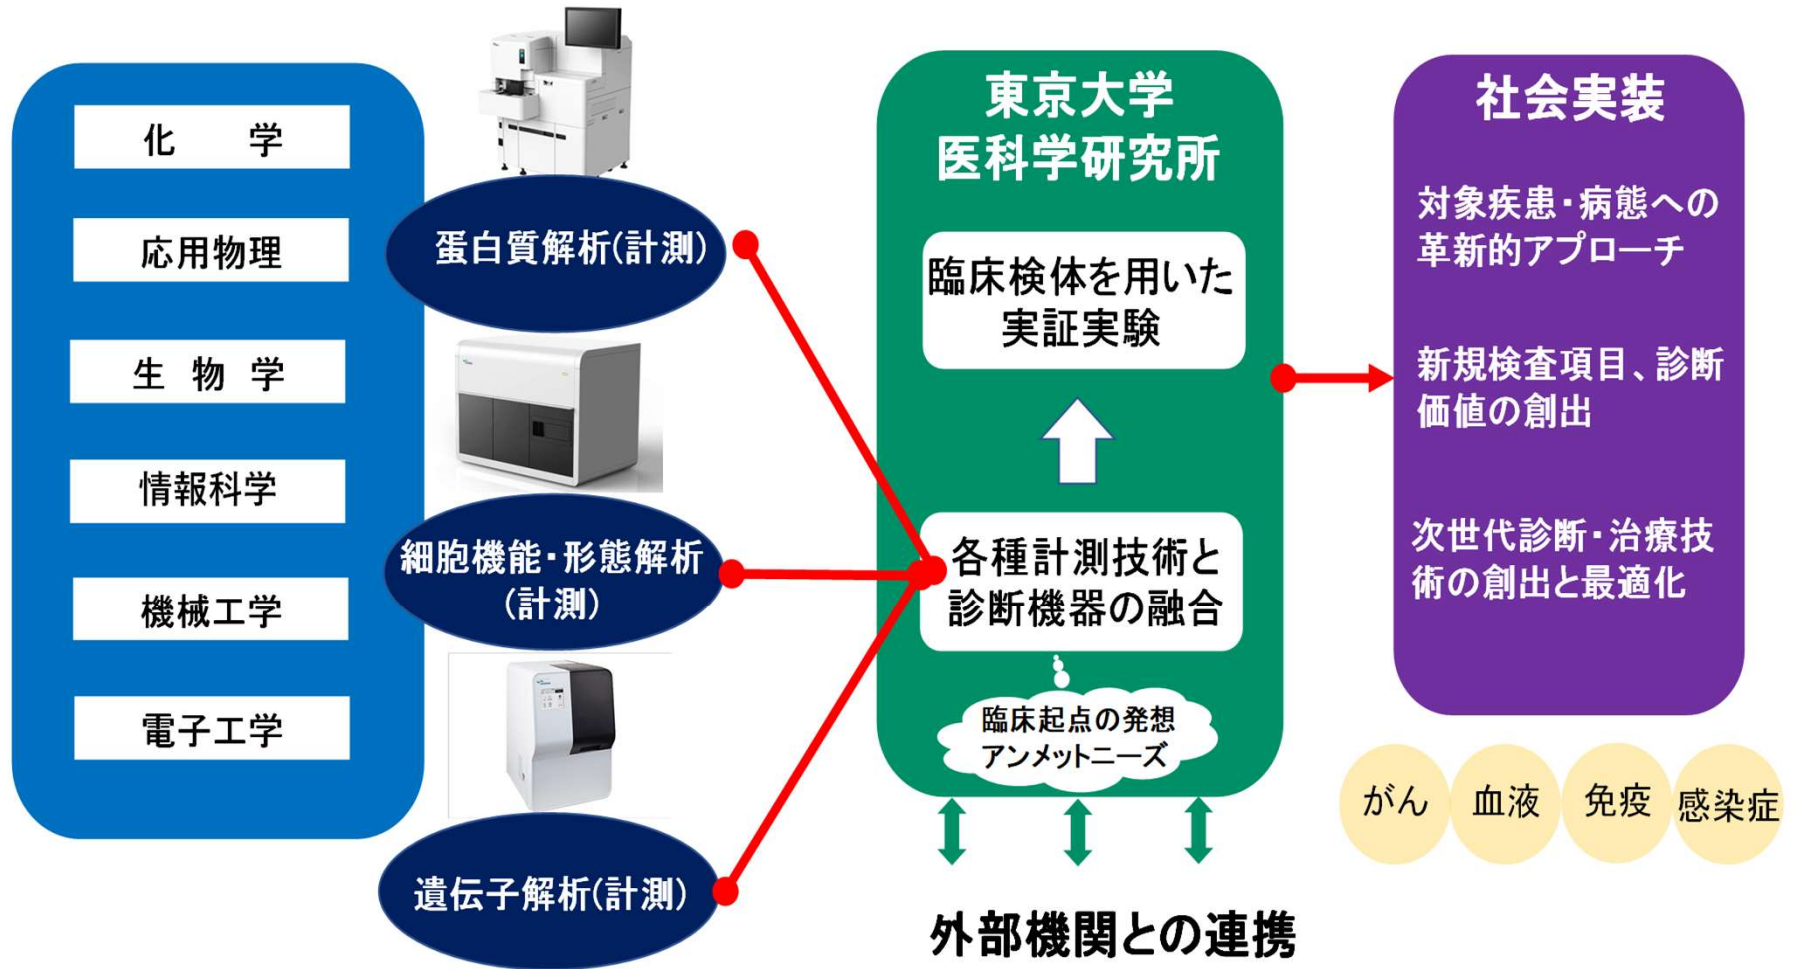 化 学
応用物理
生 物 学
情報科学
機械工学
電子工学
蛋白質解析(計測)
細胞機能・形態解析
(計測)
遺伝子解析(計測)
東京大学
医科学研究所
臨床検体を用いた
実証実験
各種計測技術と
診断機器の融合
臨床起点の発想
アンメットニーズ
外部機関との連携
社会実装
対象疾患・病態への
革新的アプローチ
新規検査項目、診断
価値の創出
次世代診断・治療技
術の創出と最適化
がん
血液
免疫
感染症